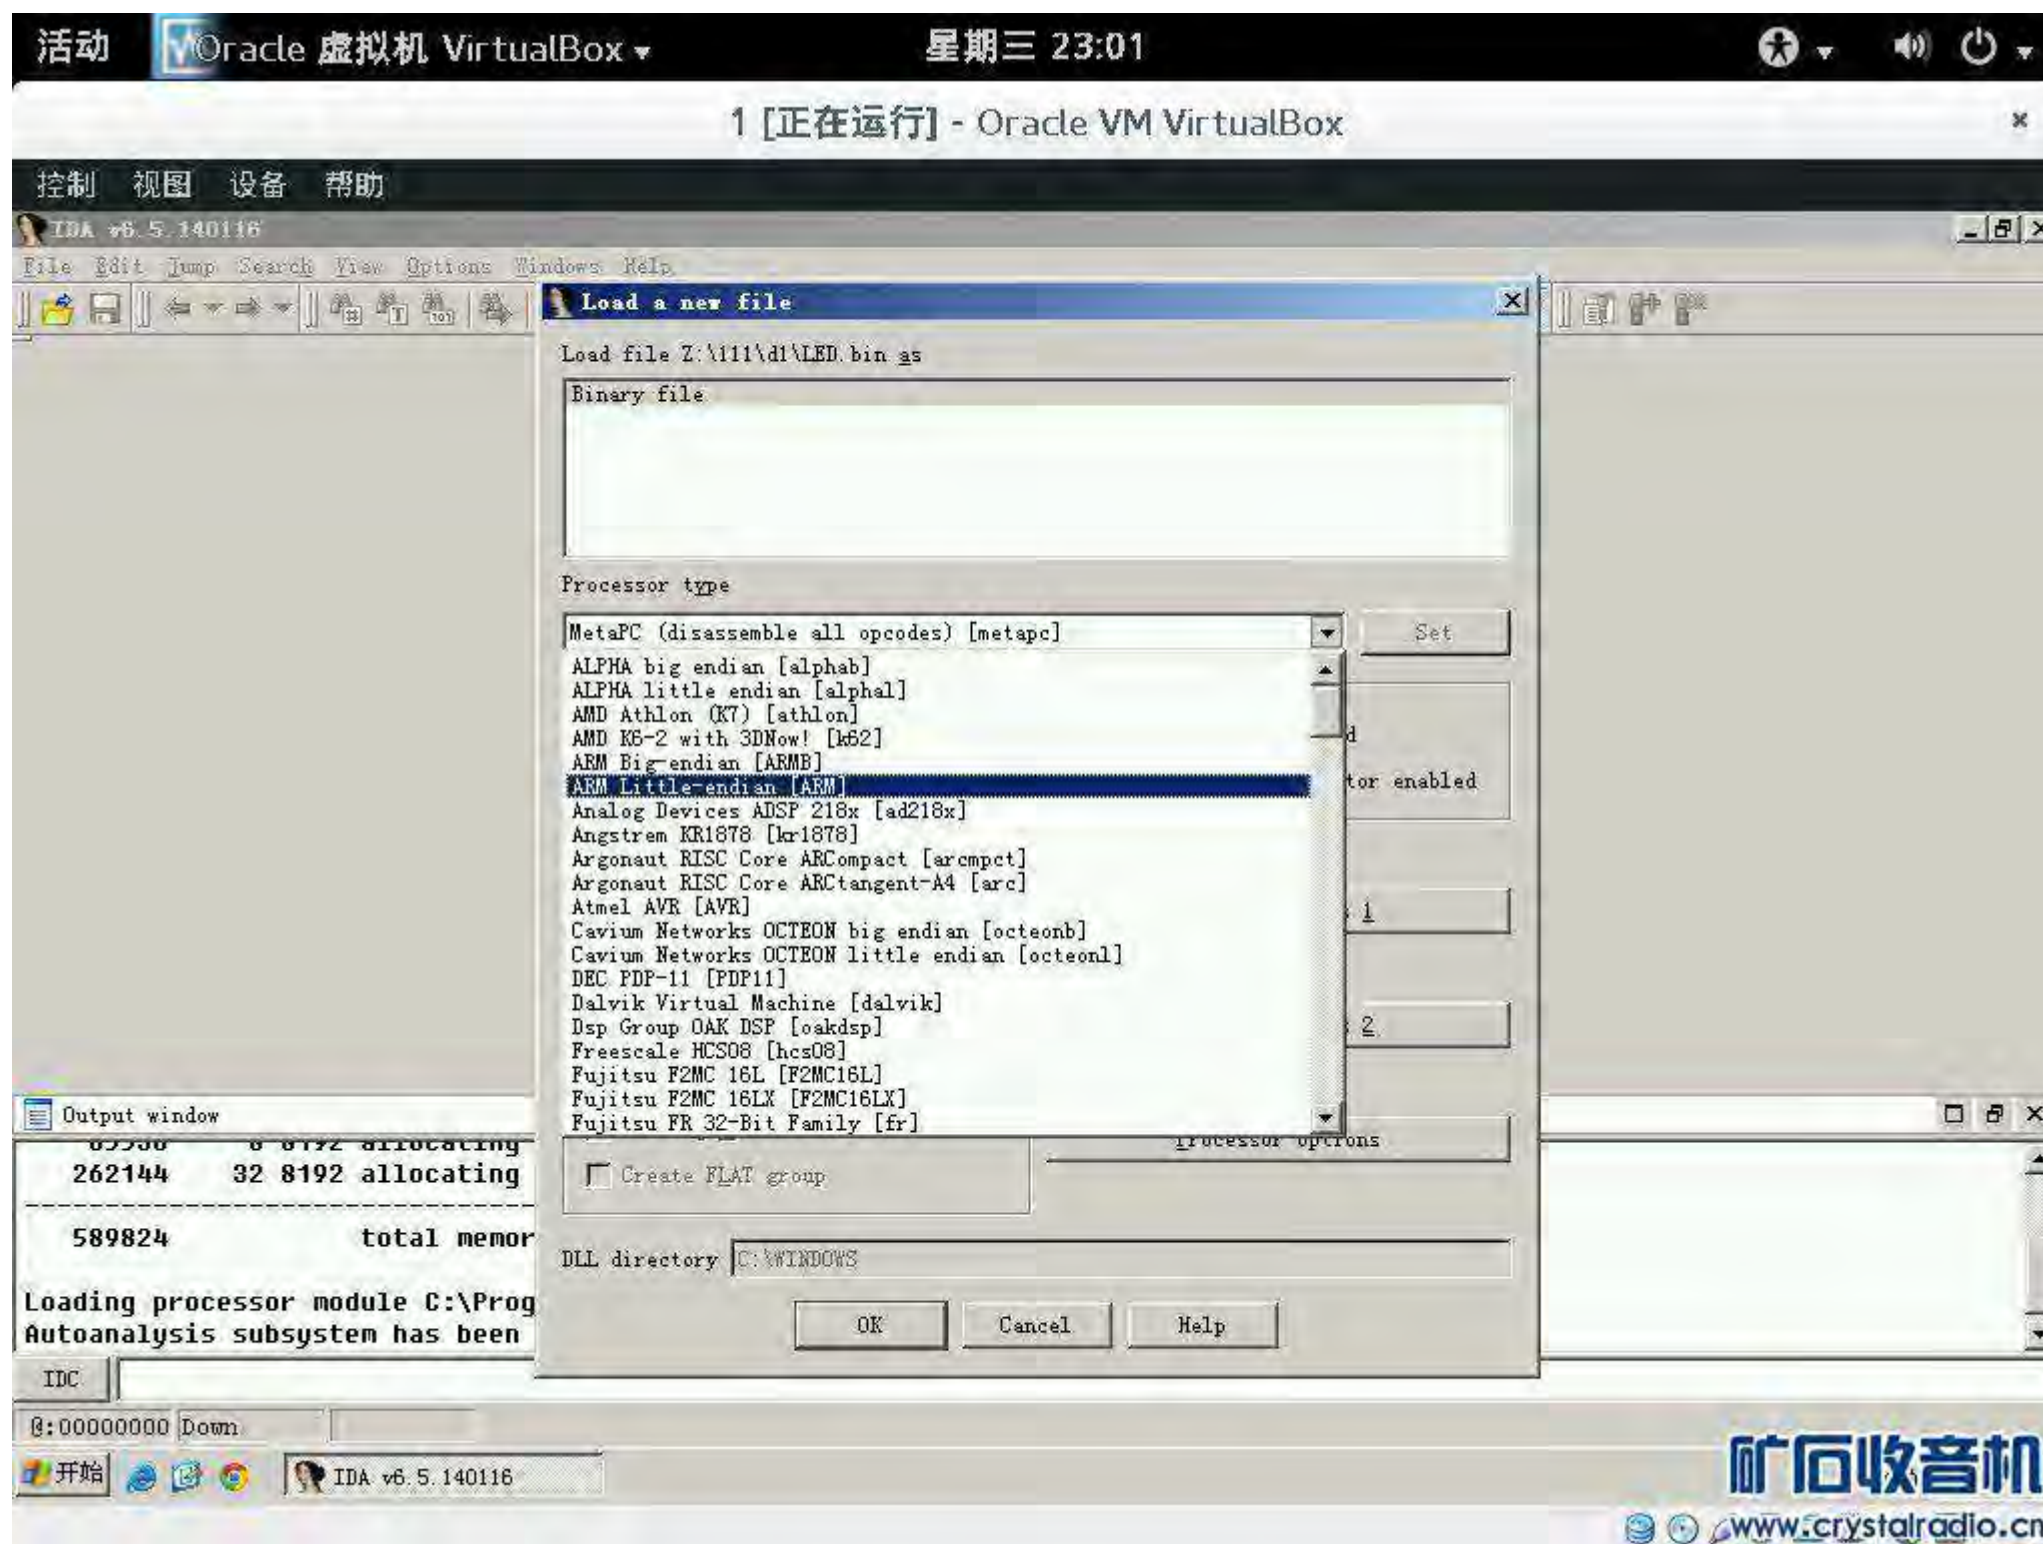 活动 Oracle 虚拟机 VirtualBox 星期三 23:01
1 [正在运行] - Oracle VM VirtualBox
控制 视图 设备 帮助
IDA v6.5.140116
File Edit Jump Search View Options Windows Help
Load a new file
Load file Z:\111\d1\LED.bin as
Binary file
Processor type
MetaPC (disassemble all opcodes) [metapc]
Set
ALPHA big endian [alphab]
ALPHA little endian [alphal]
AMD Athlon (K7) [athlon]
AMD K6-2 with 3DNow! [k62]
ARM Big-endian [ARMB]
ARM Little-endian [ARM]
tor enabled
Analog Devices ADSP 218x [ad218x]
Angstrem KR1878 [kr1878]
Argonaut RISC Core ARCompact [arcmpct]
Argonaut RISC Core ARCtangent-A4 [arc]
Atmel AVR [AVR]
1
Cavium Networks OCTEON big endian [octeonb]
Cavium Networks OCTEON little endian [octeonl]
DEC PDP-11 [PDP11]
Dalvik Virtual Machine [dalvik]
Dsp Group OAK DSP [oakdsp]
2
Freescale HCS08 [hcs08]
Fujitsu F2MC 16L [F2MC16L]
Fujitsu F2MC 16LX [F2MC16LX]
Fujitsu FR 32-Bit Family [fr]
Processor options
Create FLAT group
DLL directory C:\WINDOWS
OK Cancel Help
Output window
8192 allocating
262144 32 8192 allocating
589824 total memor
Loading processor module C:\Prog
Autoanalysis subsystem has been
IDC
@:00000000 Down
开始 IDA v6.5.140116
矿石收音机
www.crystalradio.cn